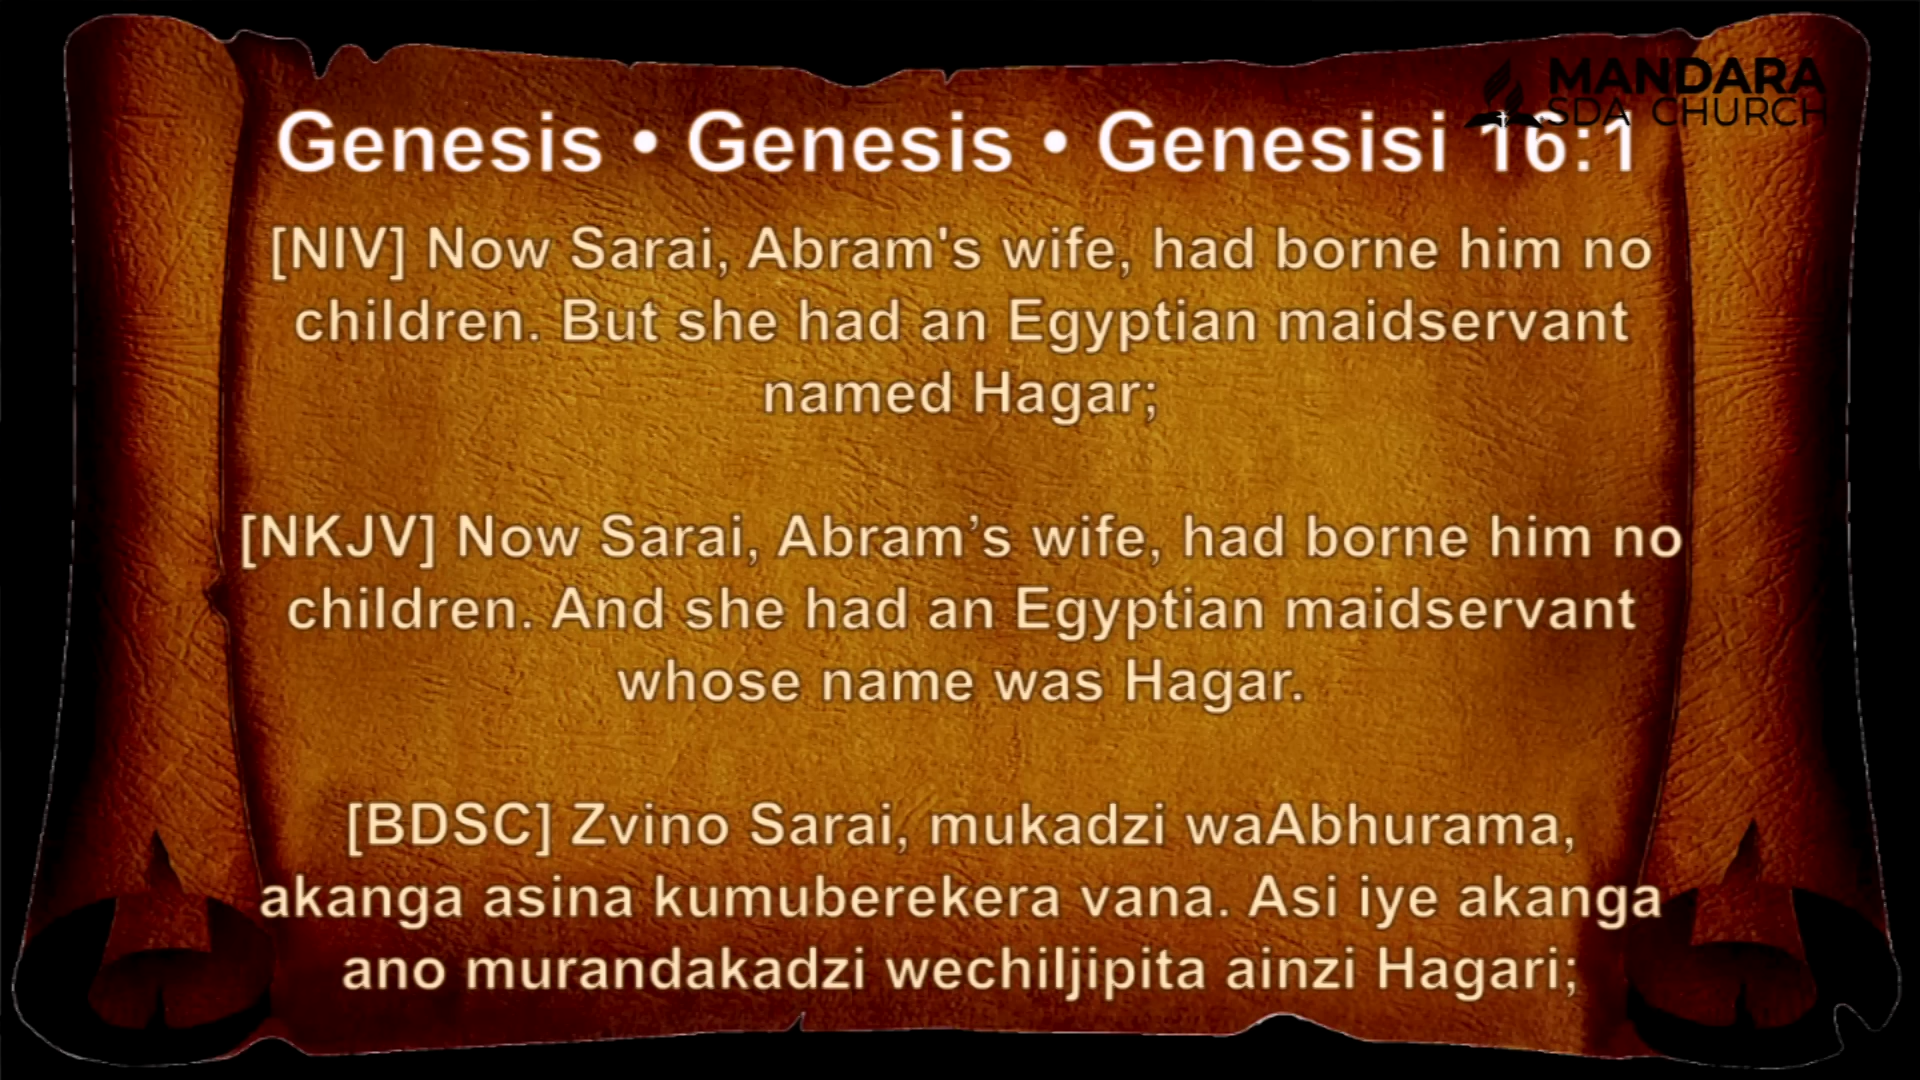 MANDARA
SDA CHURCH
Genesis • Genesis • Genesisi 16:1
[NIV] Now Sarai, Abram's wife, had borne him no
children. But she had an Egyptian maidservant
named Hagar;
[NKJV] Now Sarai, Abram’s wife, had borne him no
children. And she had an Egyptian maidservant
whose name was Hagar.
[BDSC] Zvino Sarai, mukadzi waAbhurama,
akanga asina kumuberekera vana. Asi iye akanga
ano murandakadzi wechiljipita ainzi Hagari;